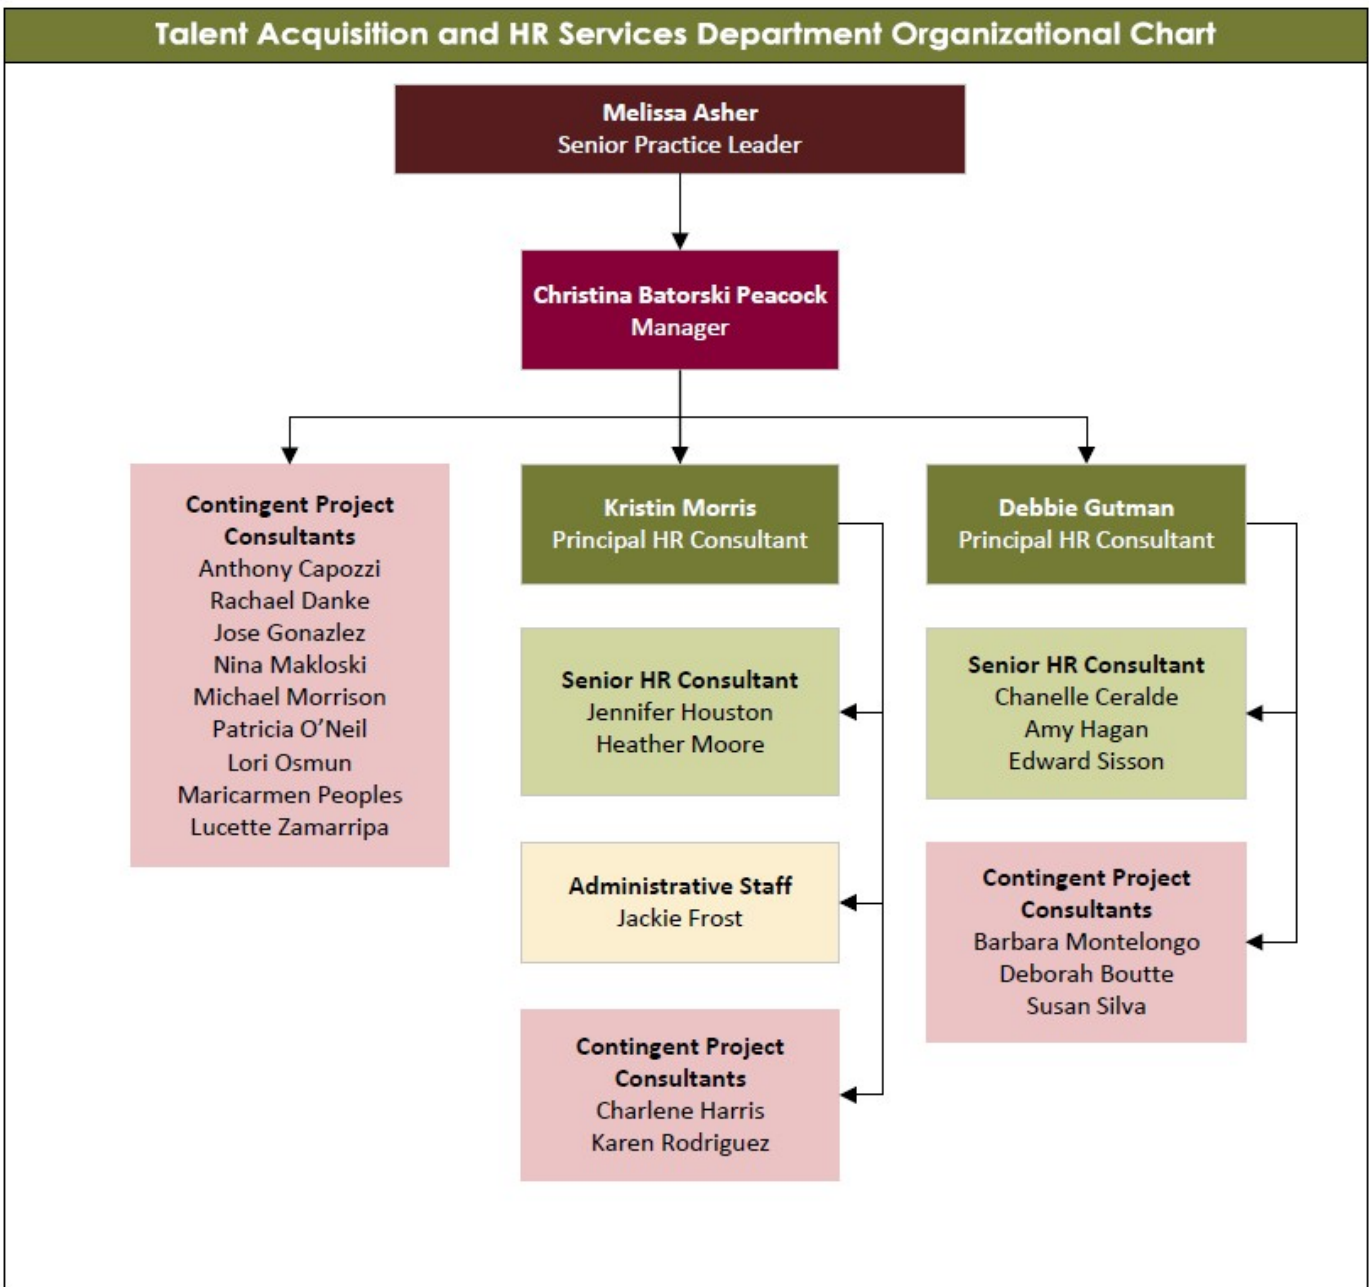 Talent Acquisition and HR Services Department Organizational Chart
Melissa Asher
Senior Practice Leader
Christina Batorski Peacock
Manager
Contingent Project
Consultants
Anthony Capozzi
Rachael Danke
Jose Gonazlez
Nina Makloski
Michael Morrison
Patricia O’Neil
Lori Osmun
Maricarmen Peoples
Lucette Zamarripa
Kristin Morris
Principal HR Consultant
Senior HR Consultant
Jennifer Houston
Heather Moore
Administrative Staff
Jackie Frost
Contingent Project
Consultants
Charlene Harris
Karen Rodriguez
Debbie Gutman
Principal HR Consultant
Senior HR Consultant
Chanelle Ceralde
Amy Hagan
Edward Sisson
Contingent Project
Consultants
Barbara Montelongo
Deborah Boutte
Susan Silva